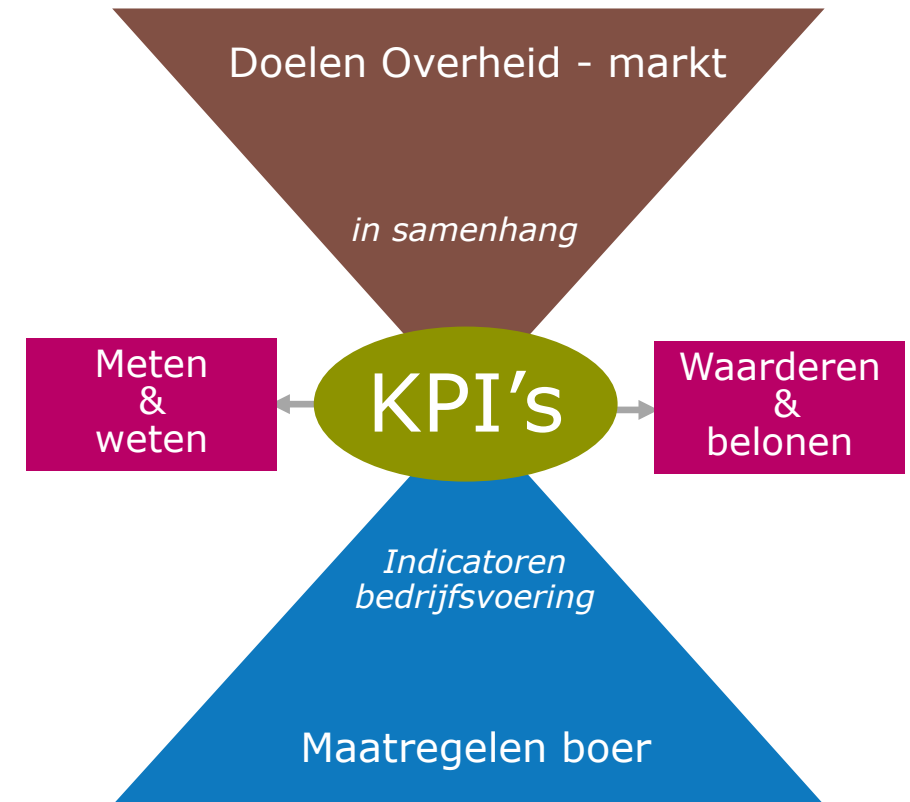 Doelen Overheid - markt
in samenhang
Meten
&
weten
KPI's
Waarderen
&
belonen
Indicatoren
bedrijfsvoering
Maatregelen boer